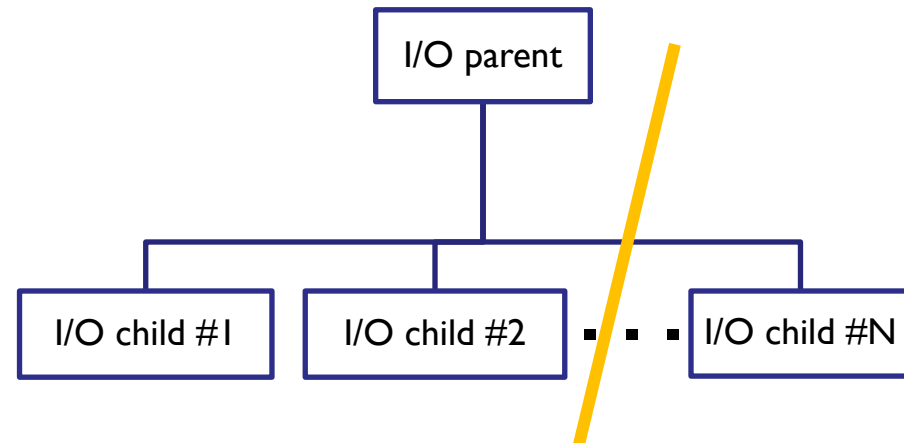 I/O parent
I/O child #1
I/O child #2
I/O child #N